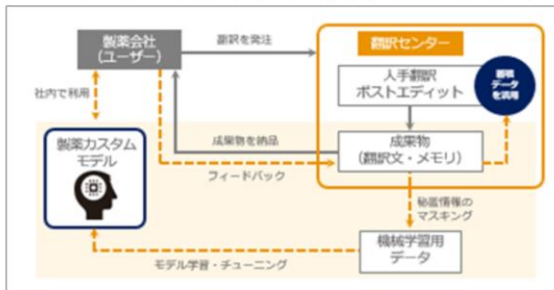 製薬会社
(ユーザー)
翻訳を発注
翻訳センター
人手翻訳
ポストエディット
蓄積
データ
を活用
社内で利用
製薬カスタム
モデル
成果物を納品
成果物
(翻訳文・メモリ)
フィードバック
秘匿情報の
マスキング
機械学習用
データ
モデル学習・チューニング